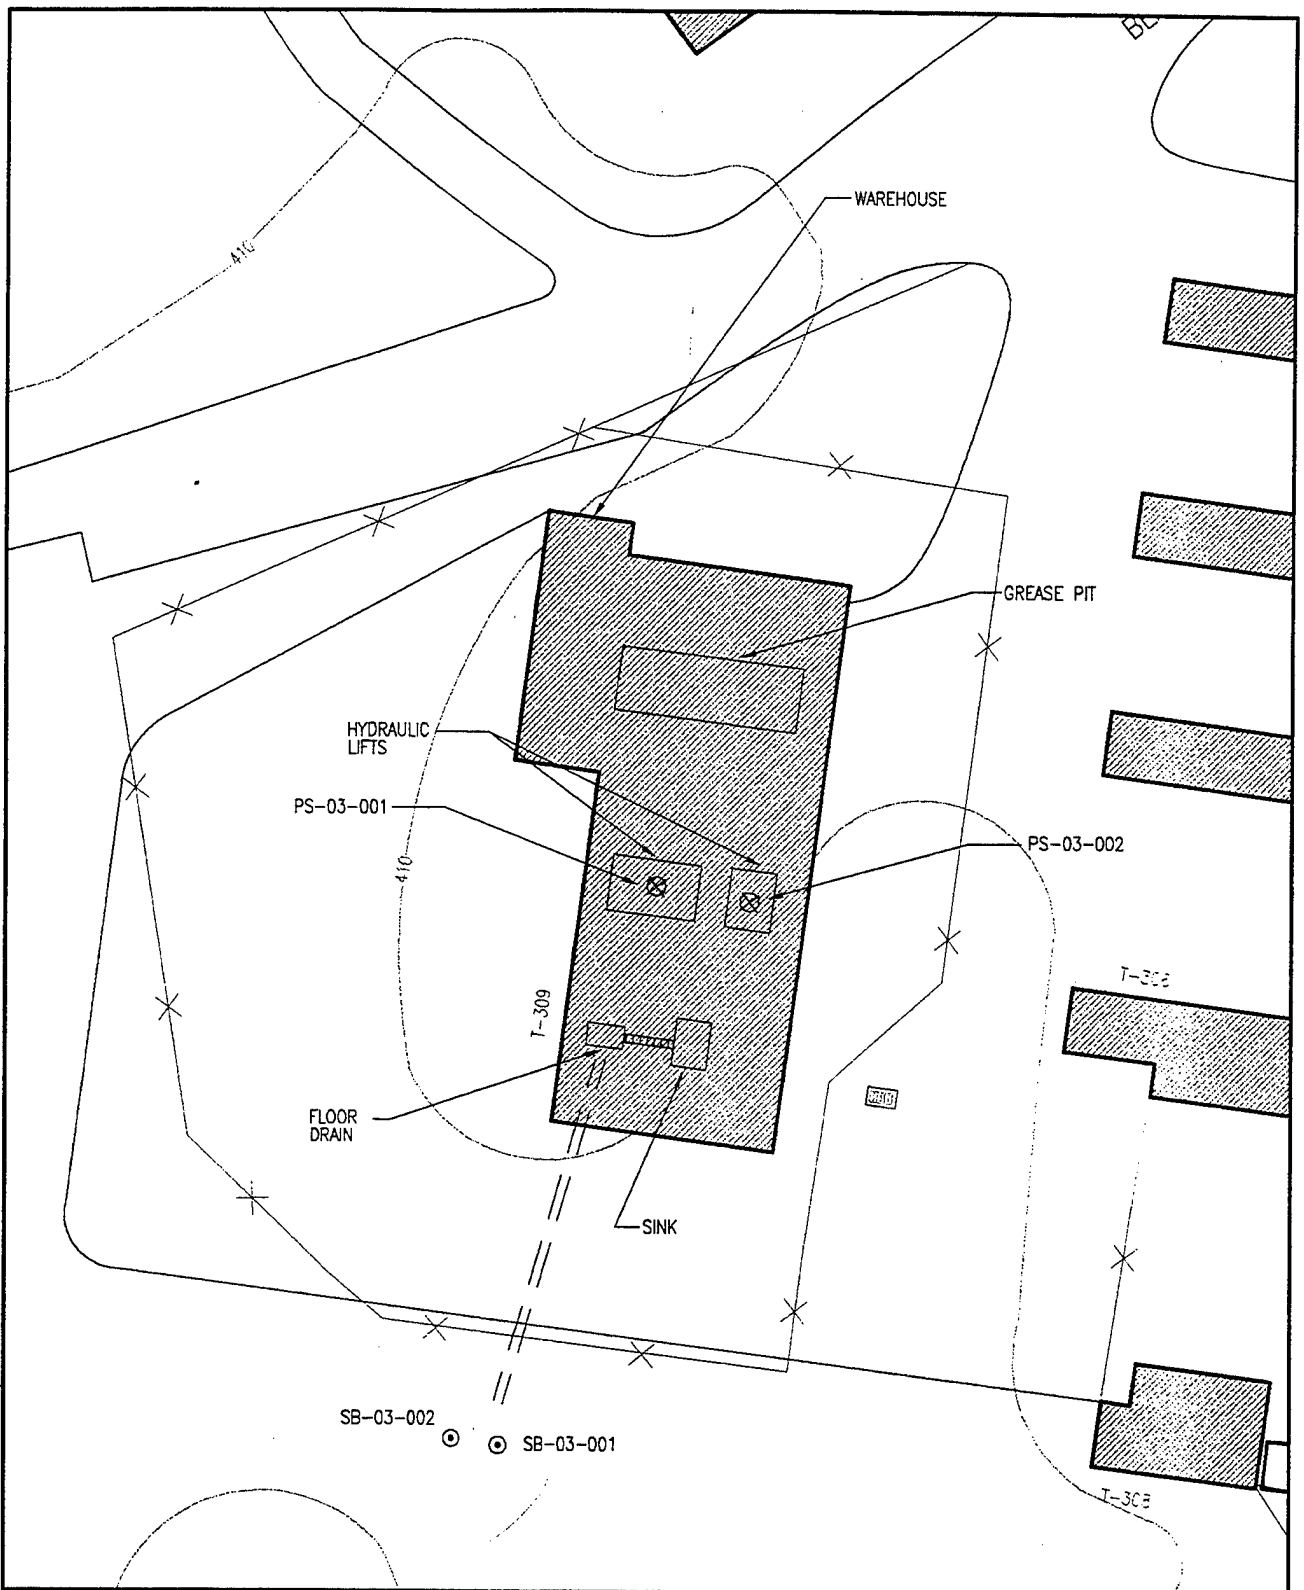 WAREHOUSE
410
GREASE PIT
HYDRAULIC
LIFTS
PS-03-001
PS-03-002
410
T-309
FLOOR
DRAIN
SINK
SB-03-002
SB-03-001